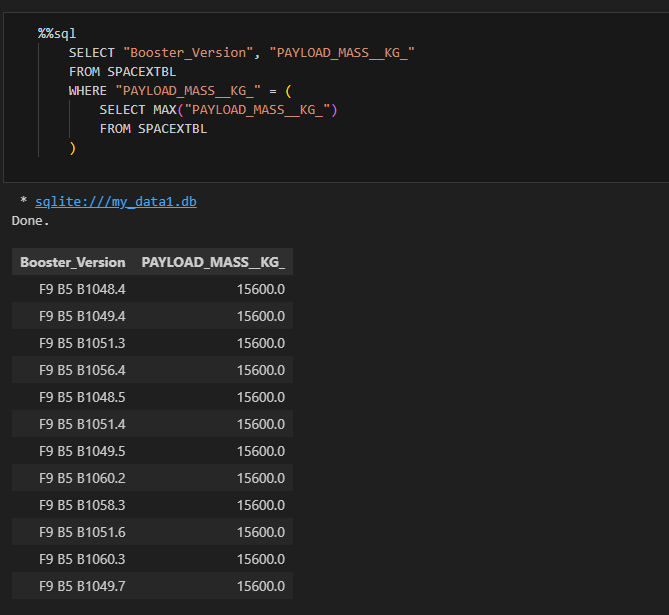 %%sql
SELECT "Booster_Version", "PAYLOAD_MASS__KG_"
FROM SPACEXTBL
WHERE "PAYLOAD_MASS__KG_" = (
SELECT MAX("PAYLOAD_MASS__KG_")
FROM SPACEXTBL
)
* sqlite:///my_data1.db
Done.
Booster_Version PAYLOAD_MASS__KG_
F9 B5 B1048.4 15600.0
F9 B5 B1049.4 15600.0
F9 B5 B1051.3 15600.0
F9 B5 B1056.4 15600.0
F9 B5 B1048.5 15600.0
F9 B5 B1051.4 15600.0
F9 B5 B1049.5 15600.0
F9 B5 B1060.2 15600.0
F9 B5 B1058.3 15600.0
F9 B5 B1051.6 15600.0
F9 B5 B1060.3 15600.0
F9 B5 B1049.7 15600.0